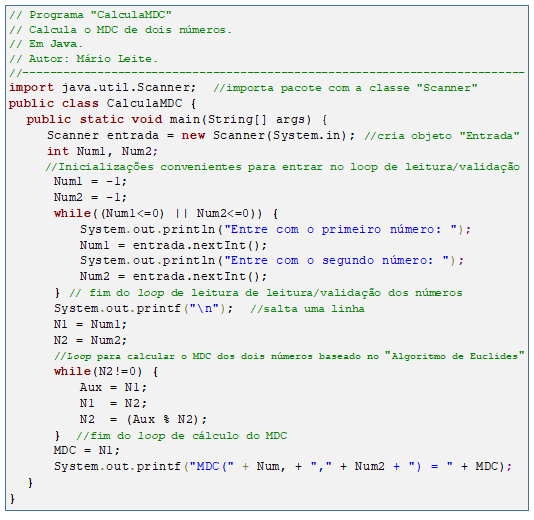 // Programa "CalculaMDC"
// Calcula o MDC de dois números.
// Em Java.
// Autor: Mário Leite.
//--------------------------------------------------------------------------
import java.util.Scanner;  //importa pacote com a classe "Scanner"
public class CalculaMDC {
public static void main(String[] args) {
Scanner entrada = new Scanner(System.in); //cria objeto "Entrada"
int Num1, Num2;
//Inicializações convenientes para entrar no loop de leitura/validação
Num1 = -1;
Num2 = -1;
while((Num1<=0) || Num2<=0)) {
System.out.println("Entre com o primeiro número: ");
Num1 = entrada.nextInt();
System.out.println("Entre com o segundo número: ");
Num2 = entrada.nextInt();
} // fim do loop de leitura de leitura/validação dos números
System.out.printf("\n");  //salta uma linha
N1 = Num1;
N2 = Num2;
//Loop para calcular o MDC dos dois números baseado no "Algoritmo de Euclides"
while(N2!=0) {
Aux = N1;
N1  = N2;
N2  = (Aux % N2);
}  //fim do loop de cálculo do MDC
MDC = N1;
System.out.printf("MDC(" + Num, + "," + Num2 + ") = " + MDC);
}
}